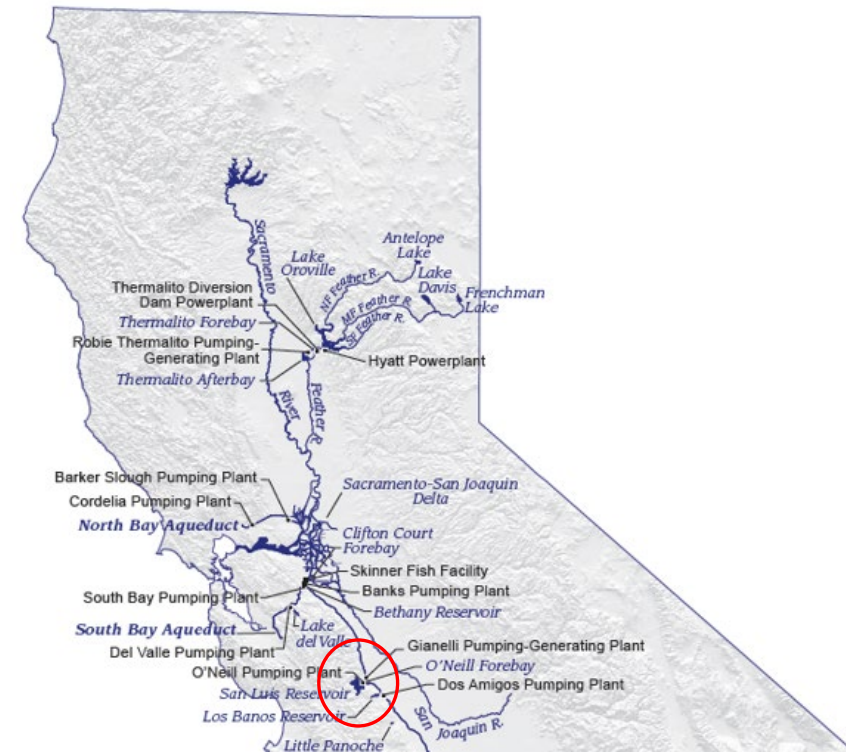 Sacramento
River
Antelope
Lake
Lake
Oroville
Lake
Davis
Frenchman
Lake
NF Feather R.
MF Feather R.
SF Feather R.
Thermalito Diversion
Dam Powerplant
Thermalito Forebay
Robie Thermalito Pumping-
Generating Plant
Hyatt Powerplant
Thermalito Afterbay
Feather R.
Barker Slough Pumping Plant
Cordelia Pumping Plant
North Bay Aqueduct
Sacramento-San Joaquin
Delta
Clifton Court
Forebay
Skinner Fish Facility
South Bay Pumping Plant
Banks Pumping Plant
Bethany Reservoir
South Bay Aqueduct
Lake
del Valle
Del Valle Pumping Plant
Gianelli Pumping-Generating Plant
O'Neill Pumping Plant
O'Neill Forebay
San Luis Reservoir
Dos Amigos Pumping Plant
Los Banos Reservoir
San
Joaquin R.
Little Panoche